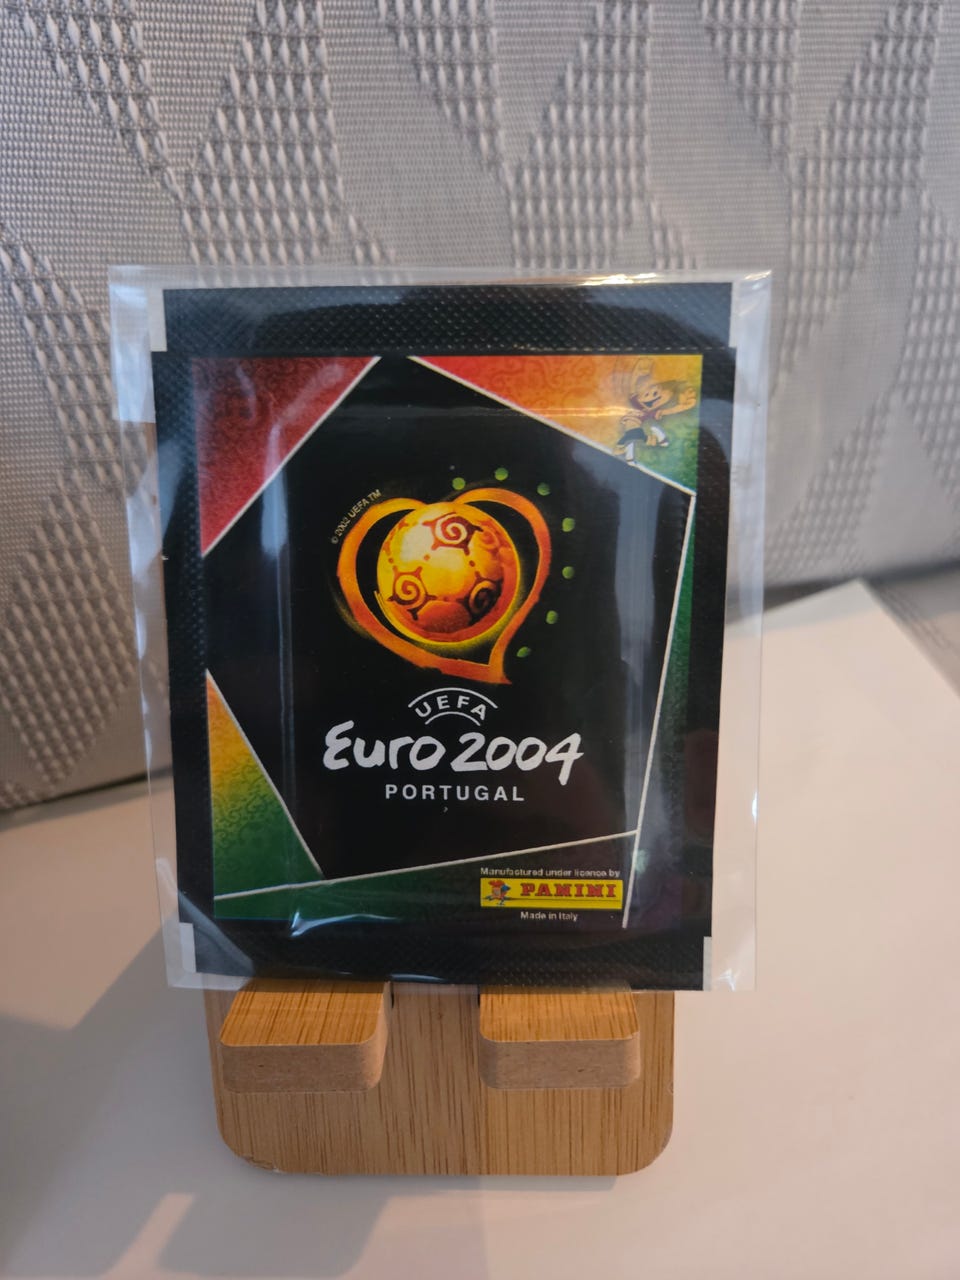 © 2002 UEFA TM
UEFA
Euro 2004
PORTUGAL
Manufactured under licence by
PANINI
Made in Italy